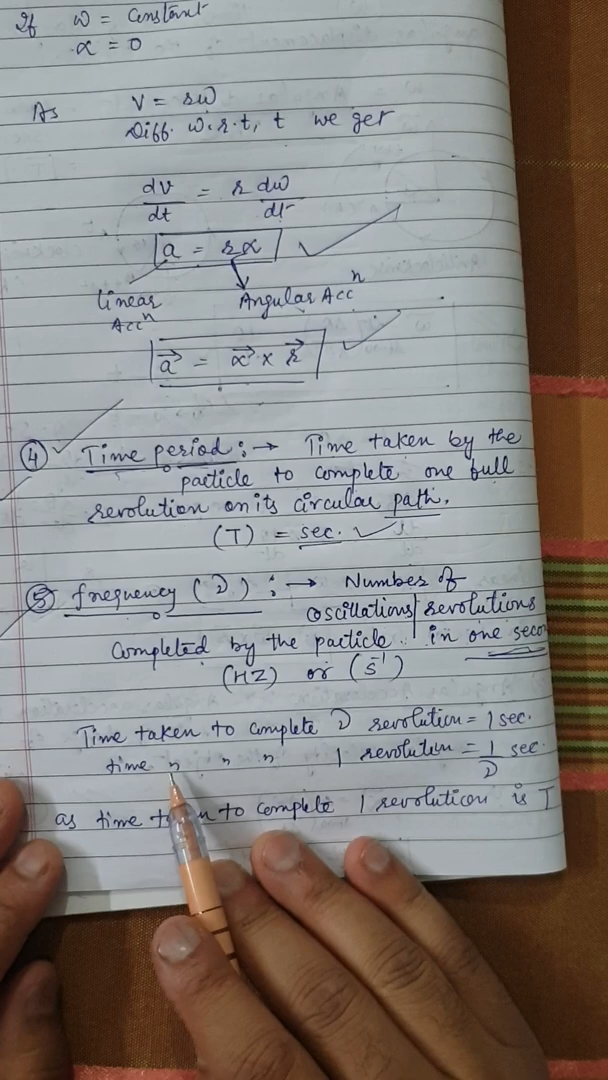 If ω = Constant
α = 0
As V = rω
Diff. w.r.t, t we get
dv/dt = r dω/dt
a = rα
linear Accⁿ
Angular Accⁿ
a⃗ = α⃗ × r⃗
④ Time period :→ Time taken by the
particle to complete one full
revolution on its circular path.
(T) = sec.
⑤ frequency (ν) :→ Number of
oscillations/revolutions
Completed by the particle in one secon
(HZ) or (s⁻¹)
Time taken to complete ν revolution = 1 sec.
time " " " 1 revolution = 1/ν sec.
as time to complete 1 revolution is T